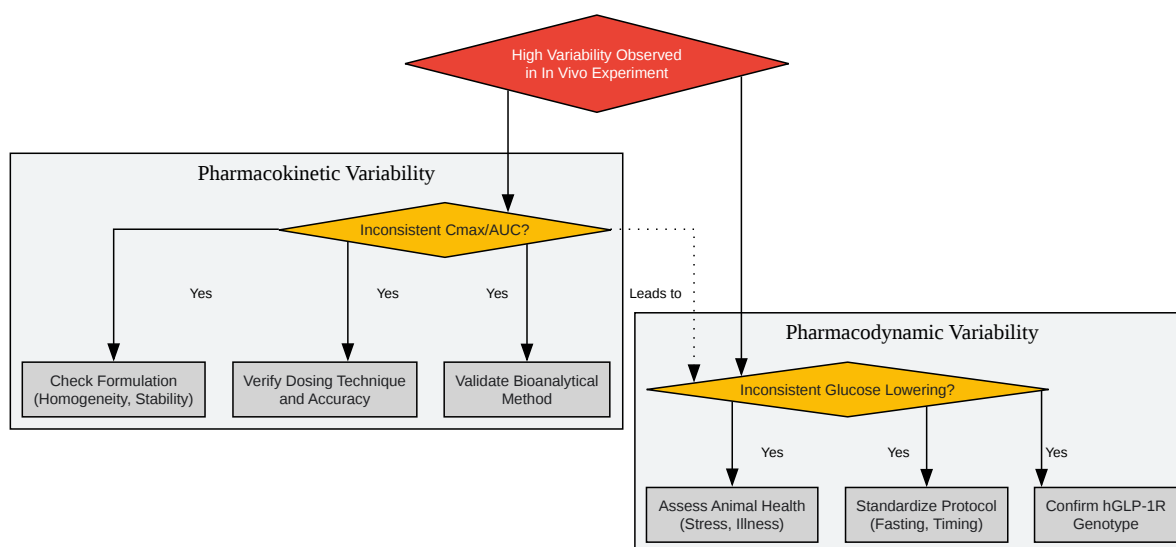 High Variability Observed
in In Vivo Experiment
Pharmacokinetic Variability
Inconsistent Cmax/AUC?
Yes
Yes
Yes
Leads to
Check Formulation
(Homogeneity, Stability)
Verify Dosing Technique
and Accuracy
Validate Bioanalytical
Method
Pharmacodynamic Variability
Inconsistent Glucose Lowering?
Yes
Yes
Yes
Assess Animal Health
(Stress, Illness)
Standardize Protocol
(Fasting, Timing)
Confirm hGLP-1R
Genotype